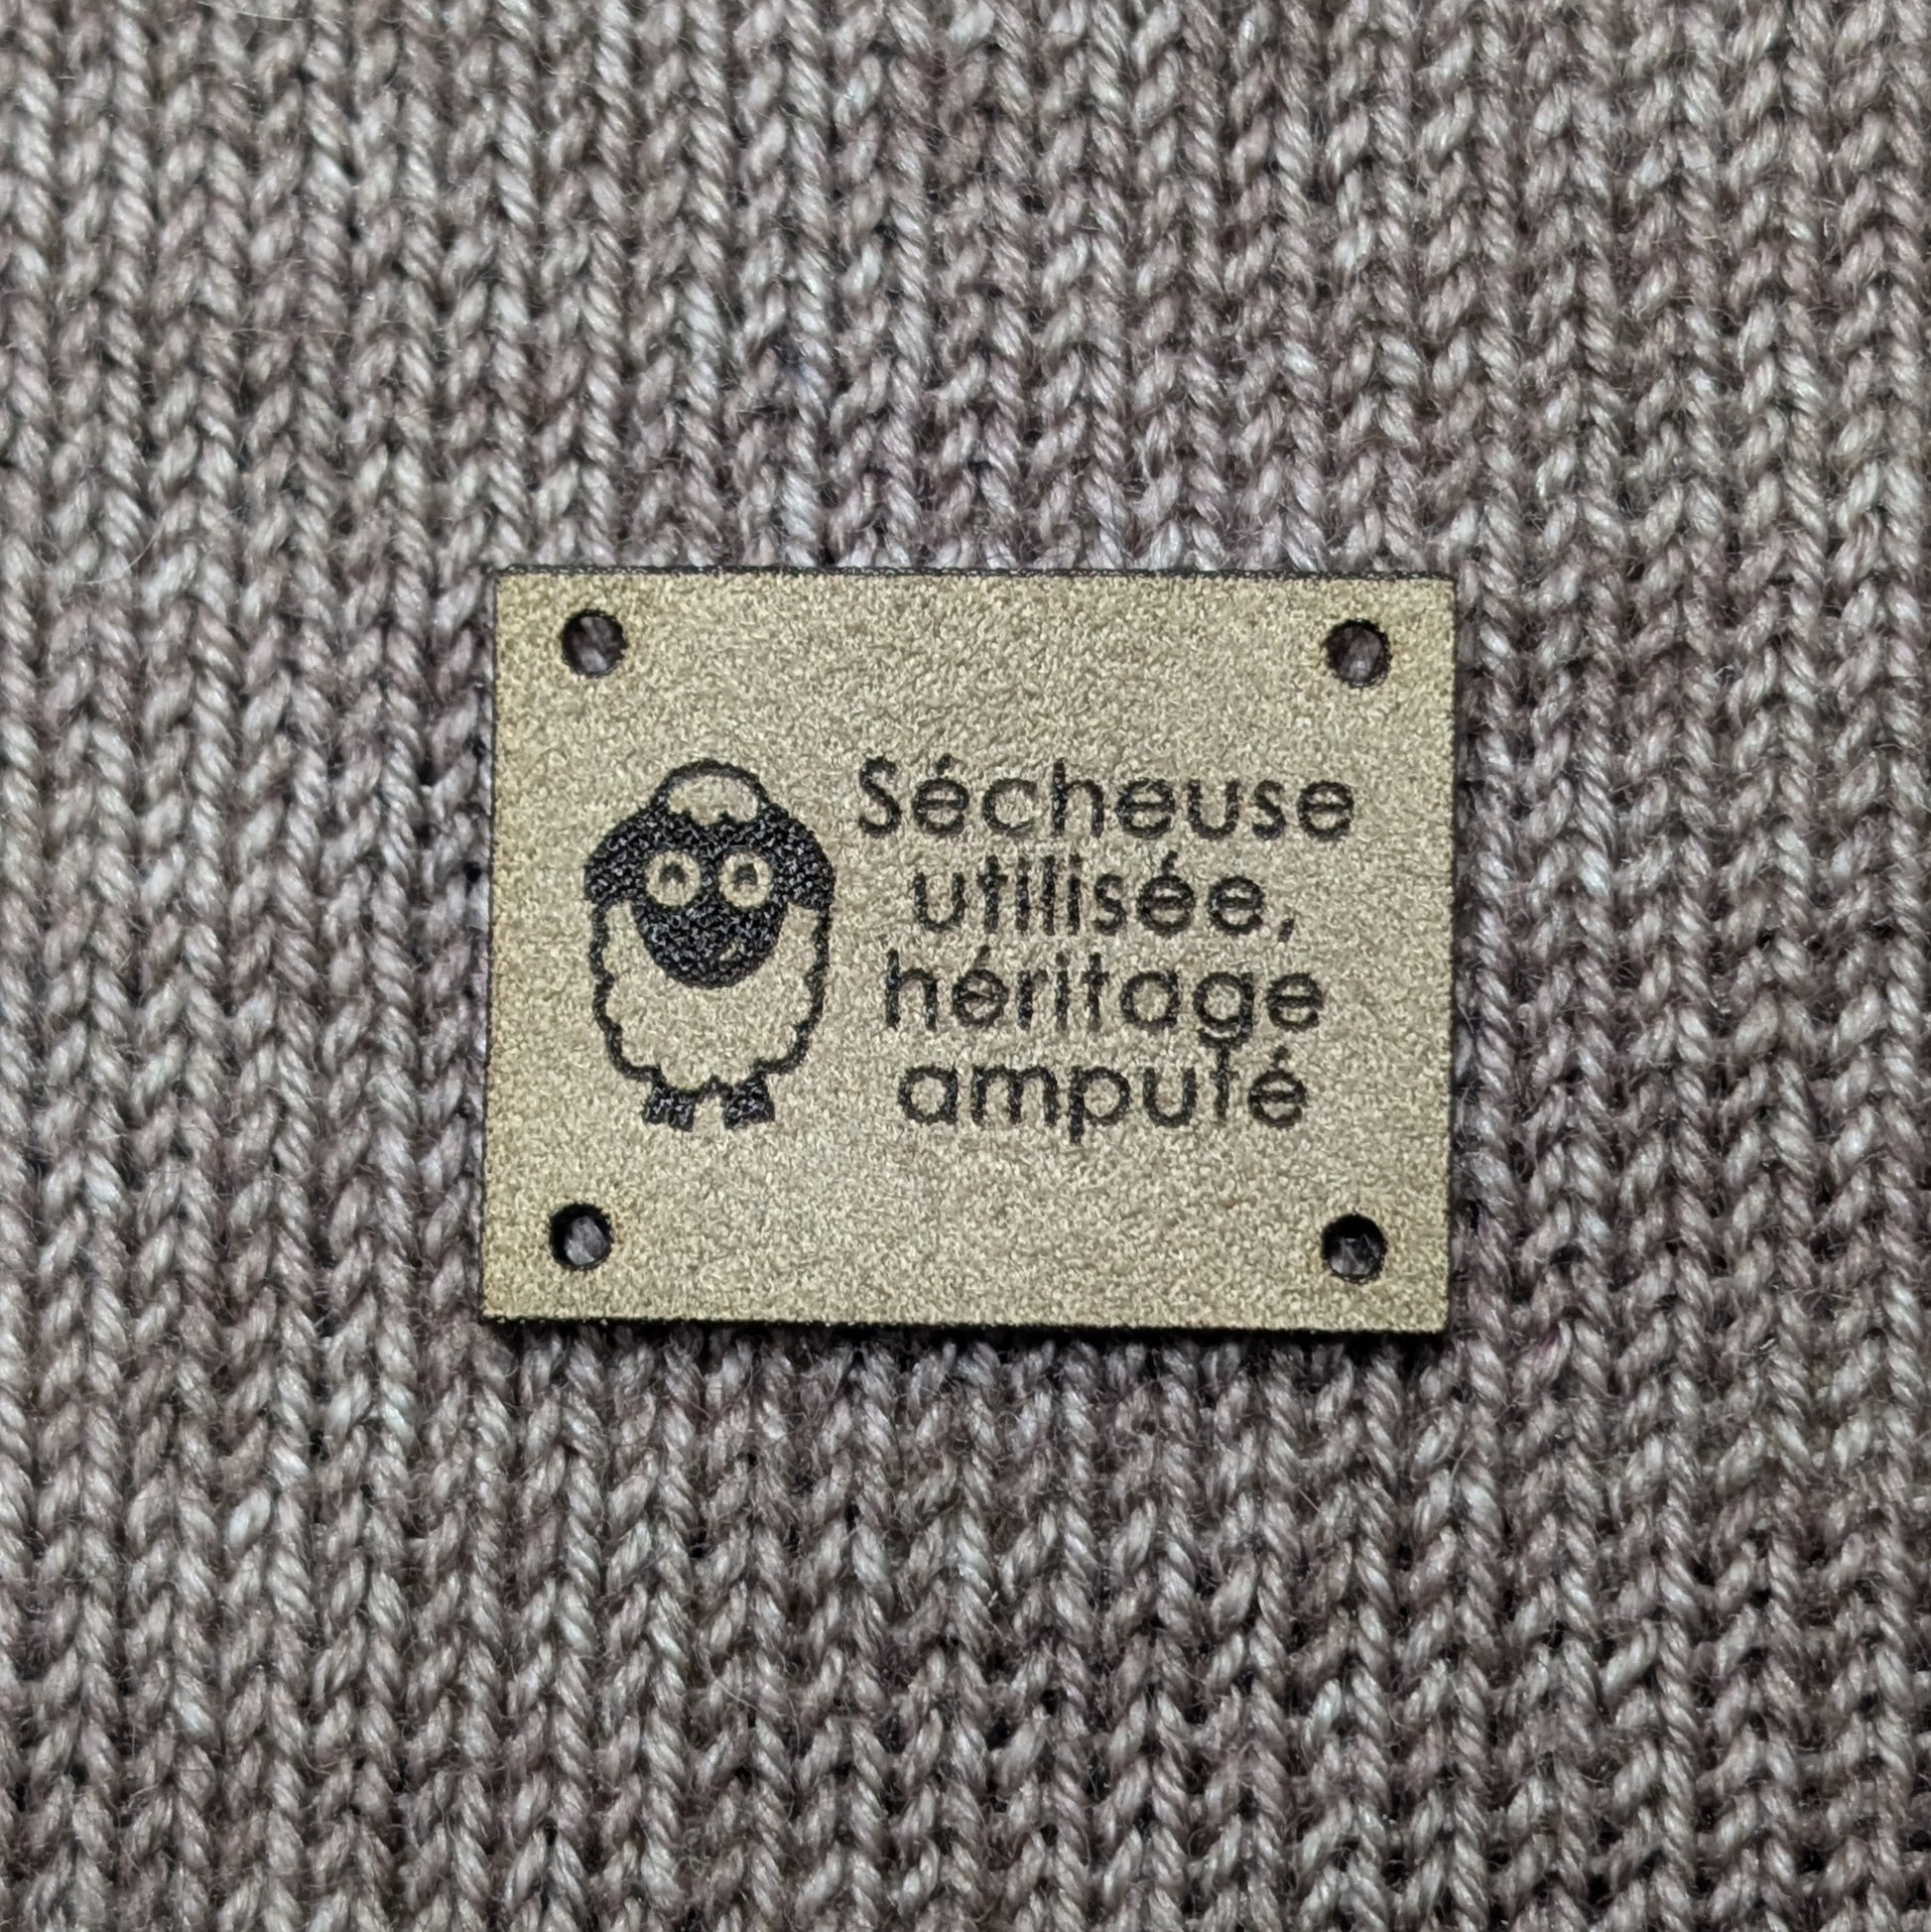 Sécheuse
utilisée,
héritage
amputé